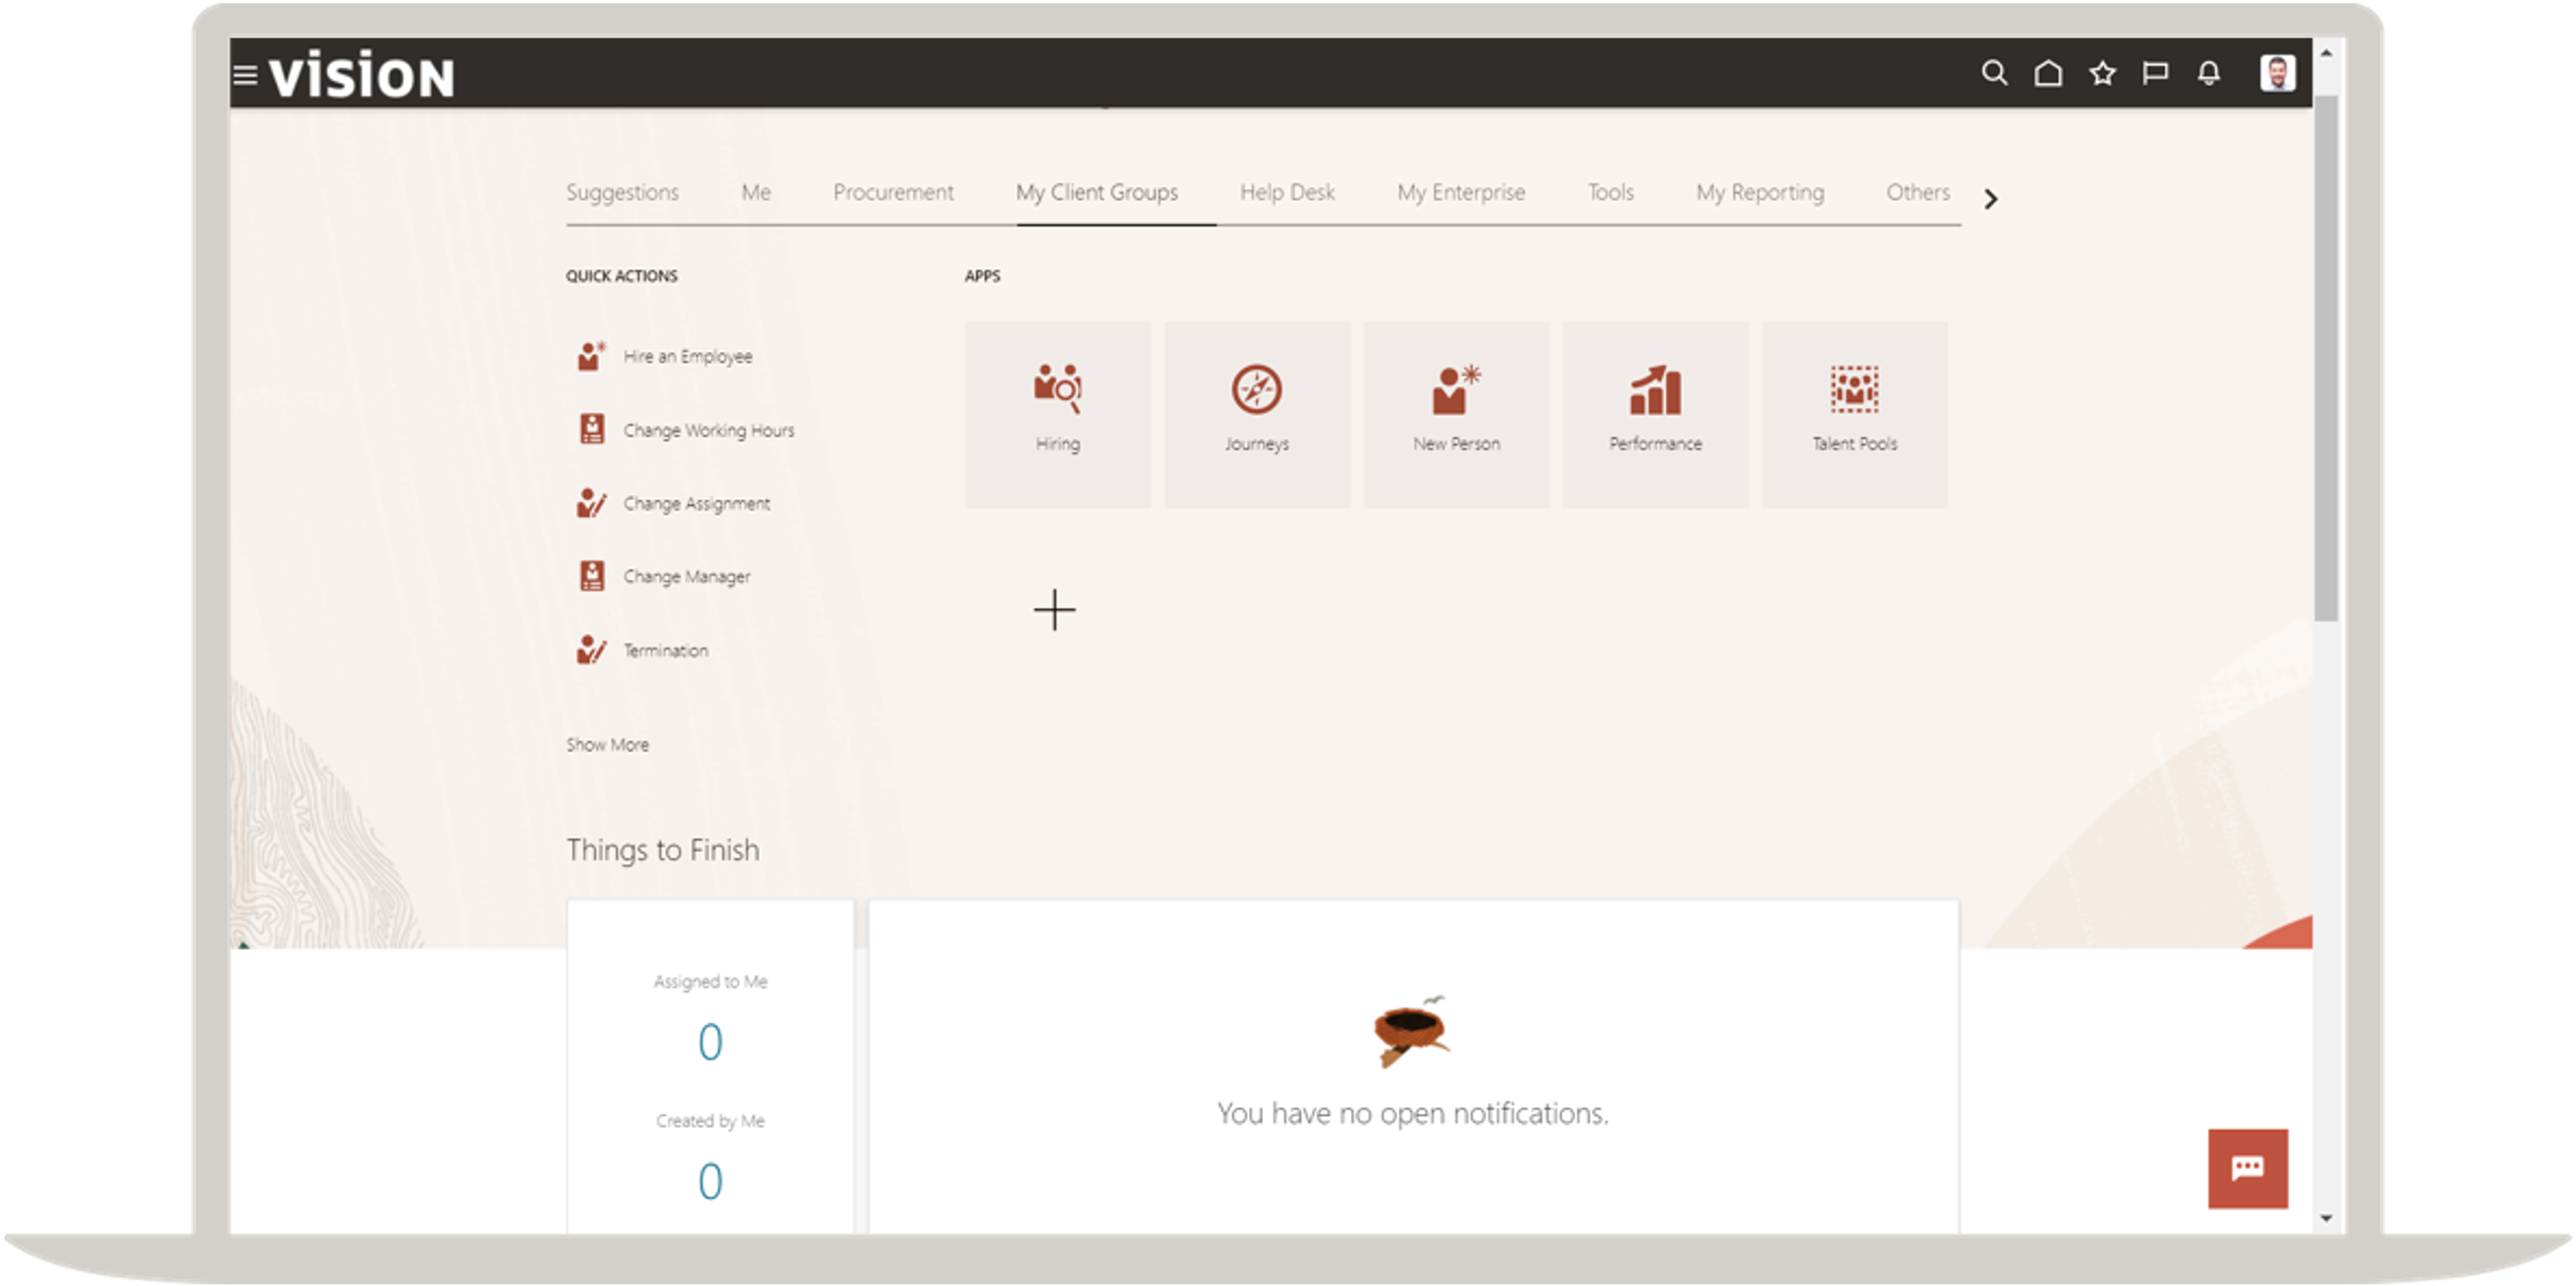 vision
Suggestions Me Procurement My Client Groups Help Desk My Enterprise Tools My Reporting Others
QUICK ACTIONS
Hire an Employee
Change Working Hours
Change Assignment
Change Manager
Termination
Show More
APPS
Hiring Journeys New Person Performance Talent Pools
Things to Finish
Assigned to Me
0
Created by Me
0
You have no open notifications.